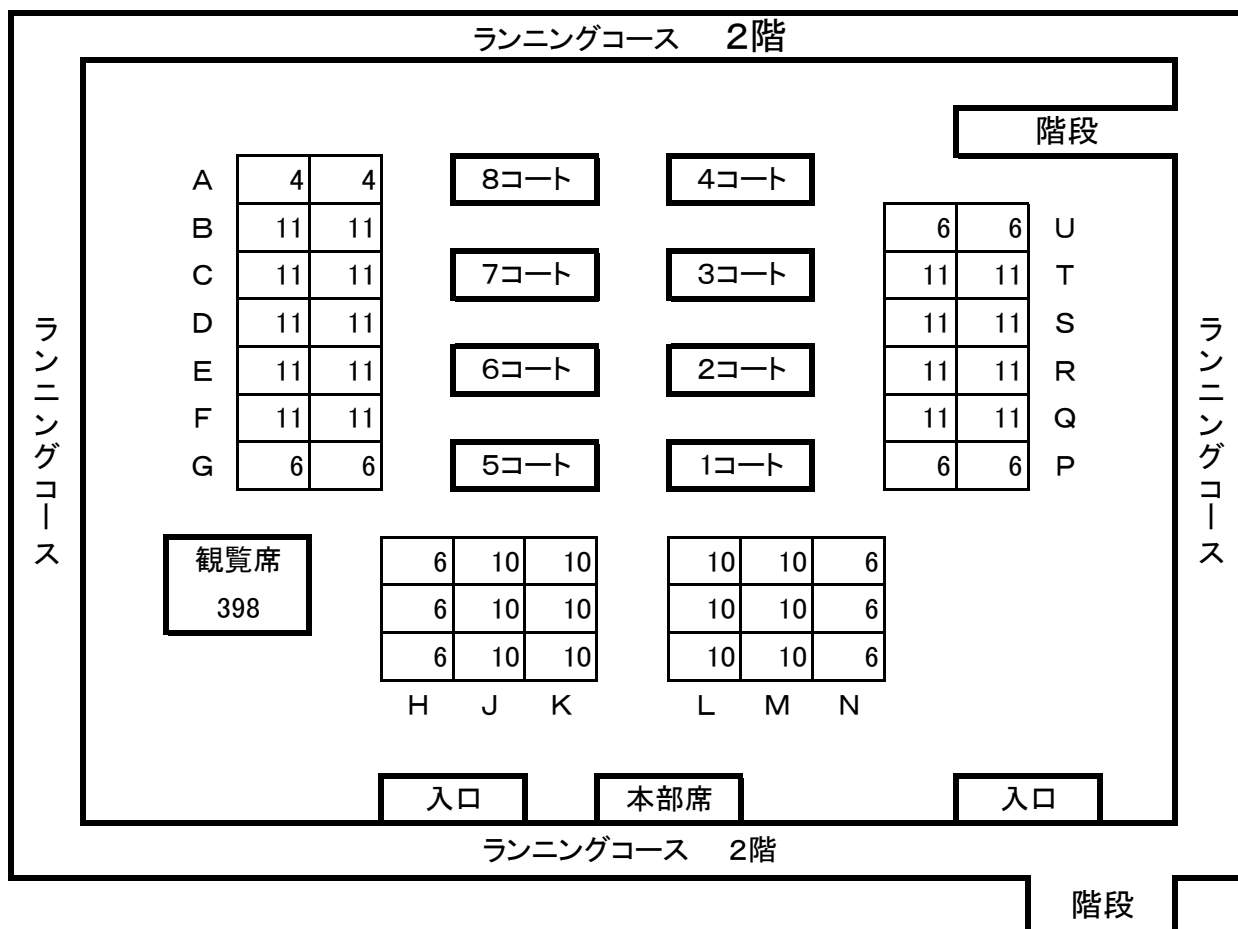 ランニングコース　２階
階段
A 4 4 8コート 4コート
B 11 11 6 6 U
C 11 11 7コート 3コート 11 11 T
D 11 11 11 11 S
E 11 11 6コート 2コート 11 11 R
F 11 11 11 11 Q
G 6 6 5コート 1コート 6 6 P
ランニングコース
ランニングコース
観覧席
398
6 10 10 10 10 6
6 10 10 10 10 6
6 10 10 10 10 6
H J K L M N
入口 本部席 入口
ランニングコース　２階
階段